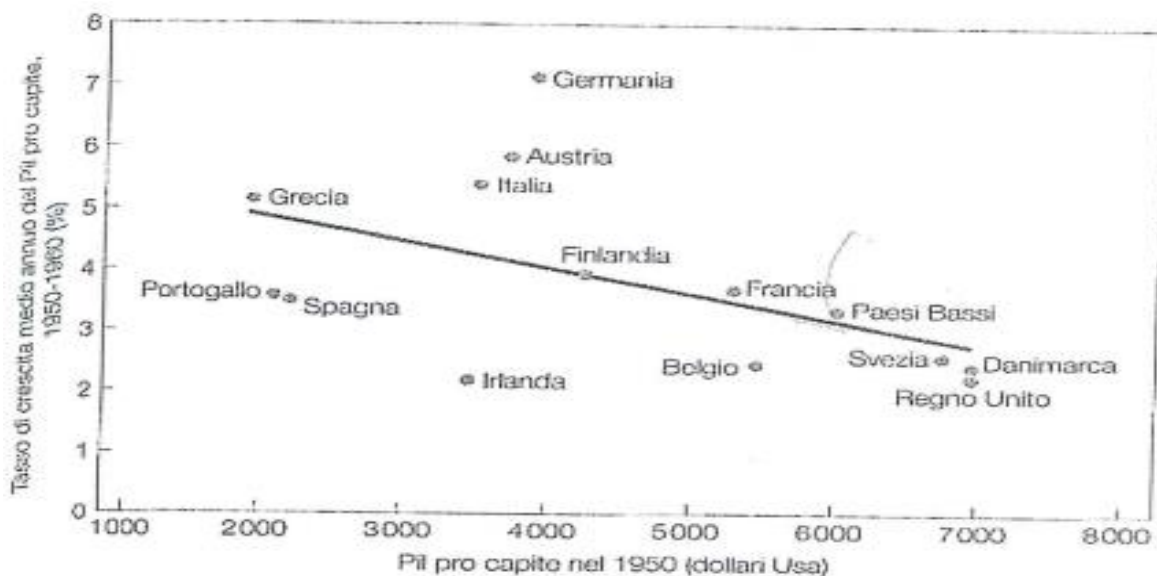 Tasso di crescita medio annuo del Pil pro capite,
1950-1960 (%)
8
7
6
5
4
3
2
1
0
Germania
Austria
Italia
Grecia
Finlandia
Portogallo
Spagna
Francia
Paesi Bassi
Irlanda
Belgio
Svezia
Danimarca
Regno Unito
1000 2000 3000 4000 5000 6000 7000 8000
Pil pro capite nel 1950 (dollari Usa)